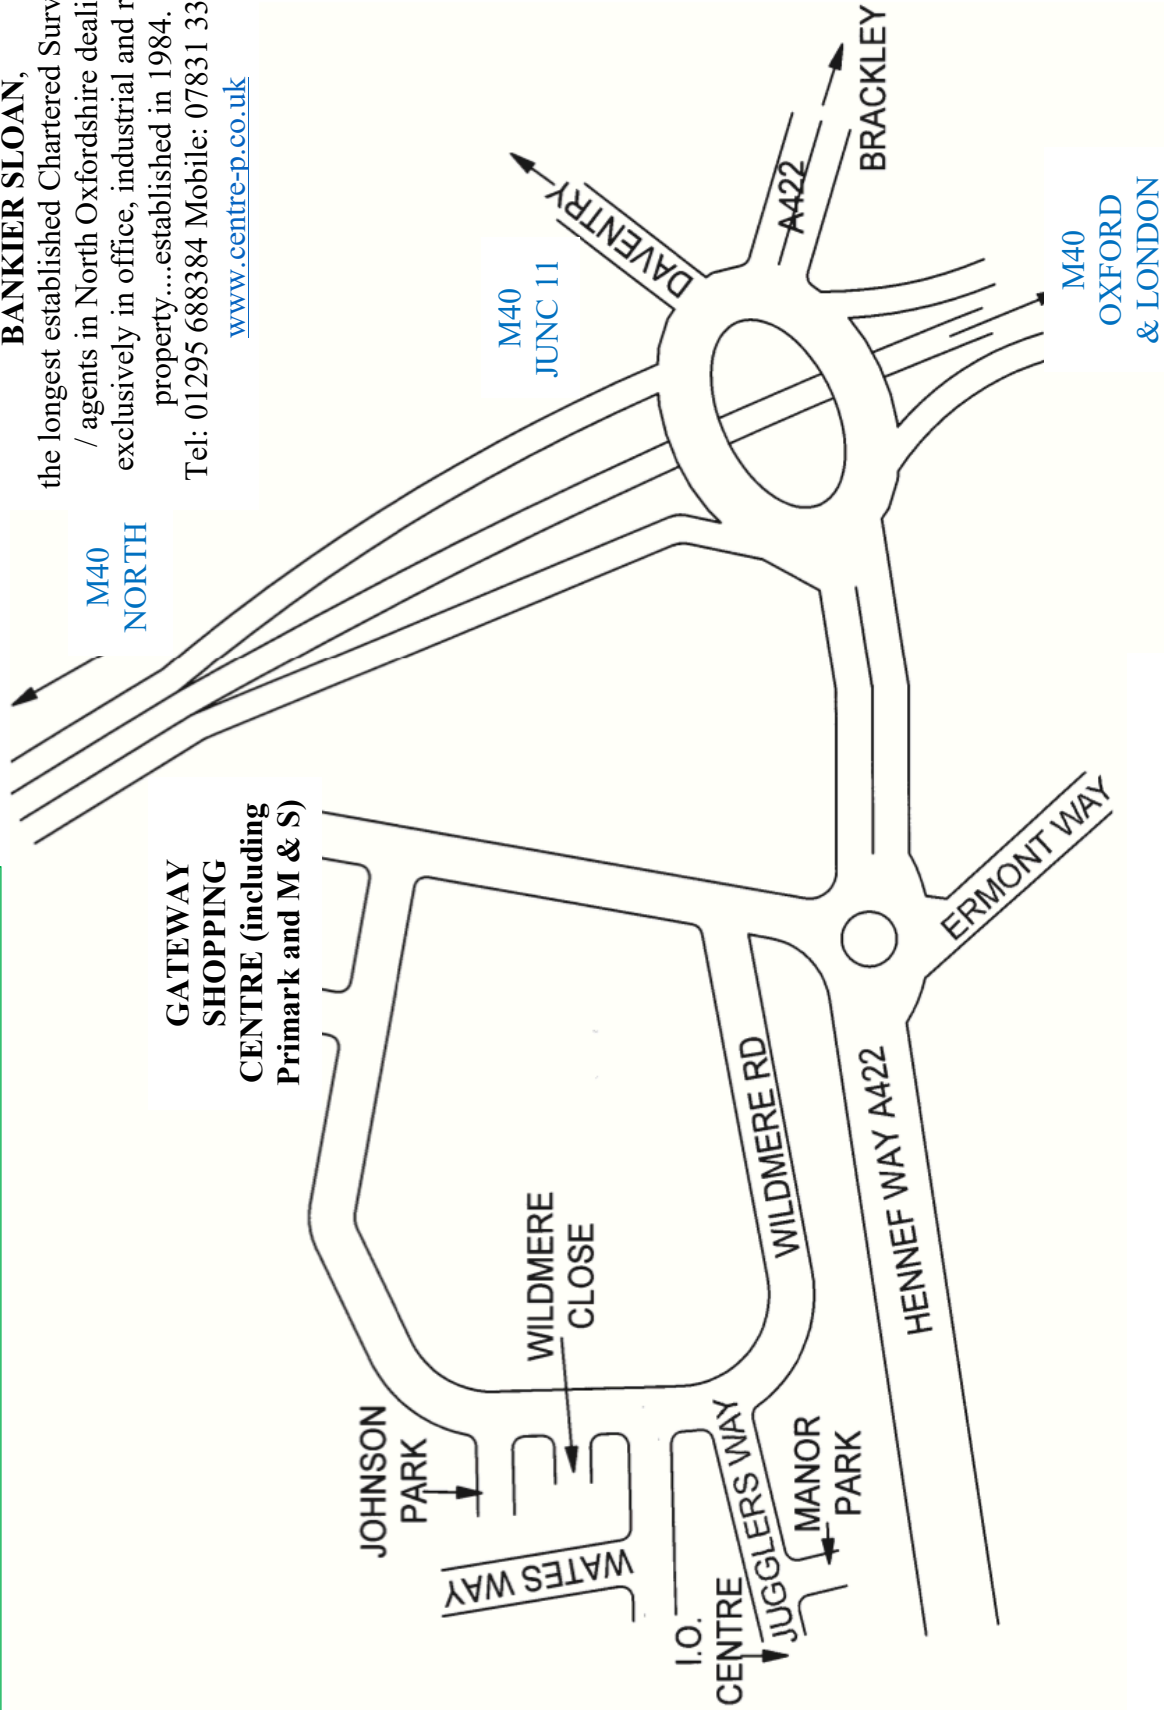 BANKIER SLOAN,
the longest established Chartered Surv
/ agents in North Oxfordshire deali
exclusively in office, industrial and r
property....established in 1984.
Tel: 01295 688384 Mobile: 07831 33
www.centre-p.co.uk
M40
NORTH
M40
JUNC 11
DAVENTRY
A422
BRACKLEY
M40
OXFORD
& LONDON
GATEWAY
SHOPPING
CENTRE (including
Primark and M & S)
ERMONT WAY
WILDMERE RD
HENNEF WAY A422
WILDMERE
CLOSE
JOHNSON
PARK
WATES WAY
JUGGLERS WAY
MANOR
PARK
I.O.
CENTRE